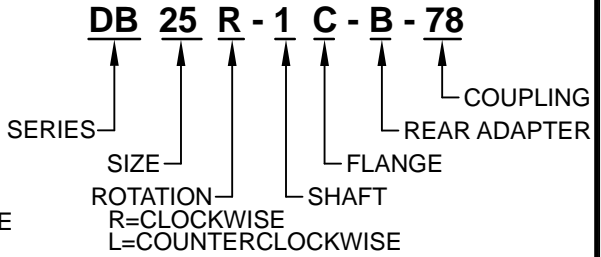 DB 25 R - 1 C - B - 78
COUPLING
SERIES
REAR ADAPTER
SIZE
FLANGE
ROTATION
SHAFT
R=CLOCKWISE
L=COUNTERCLOCKWISE
E